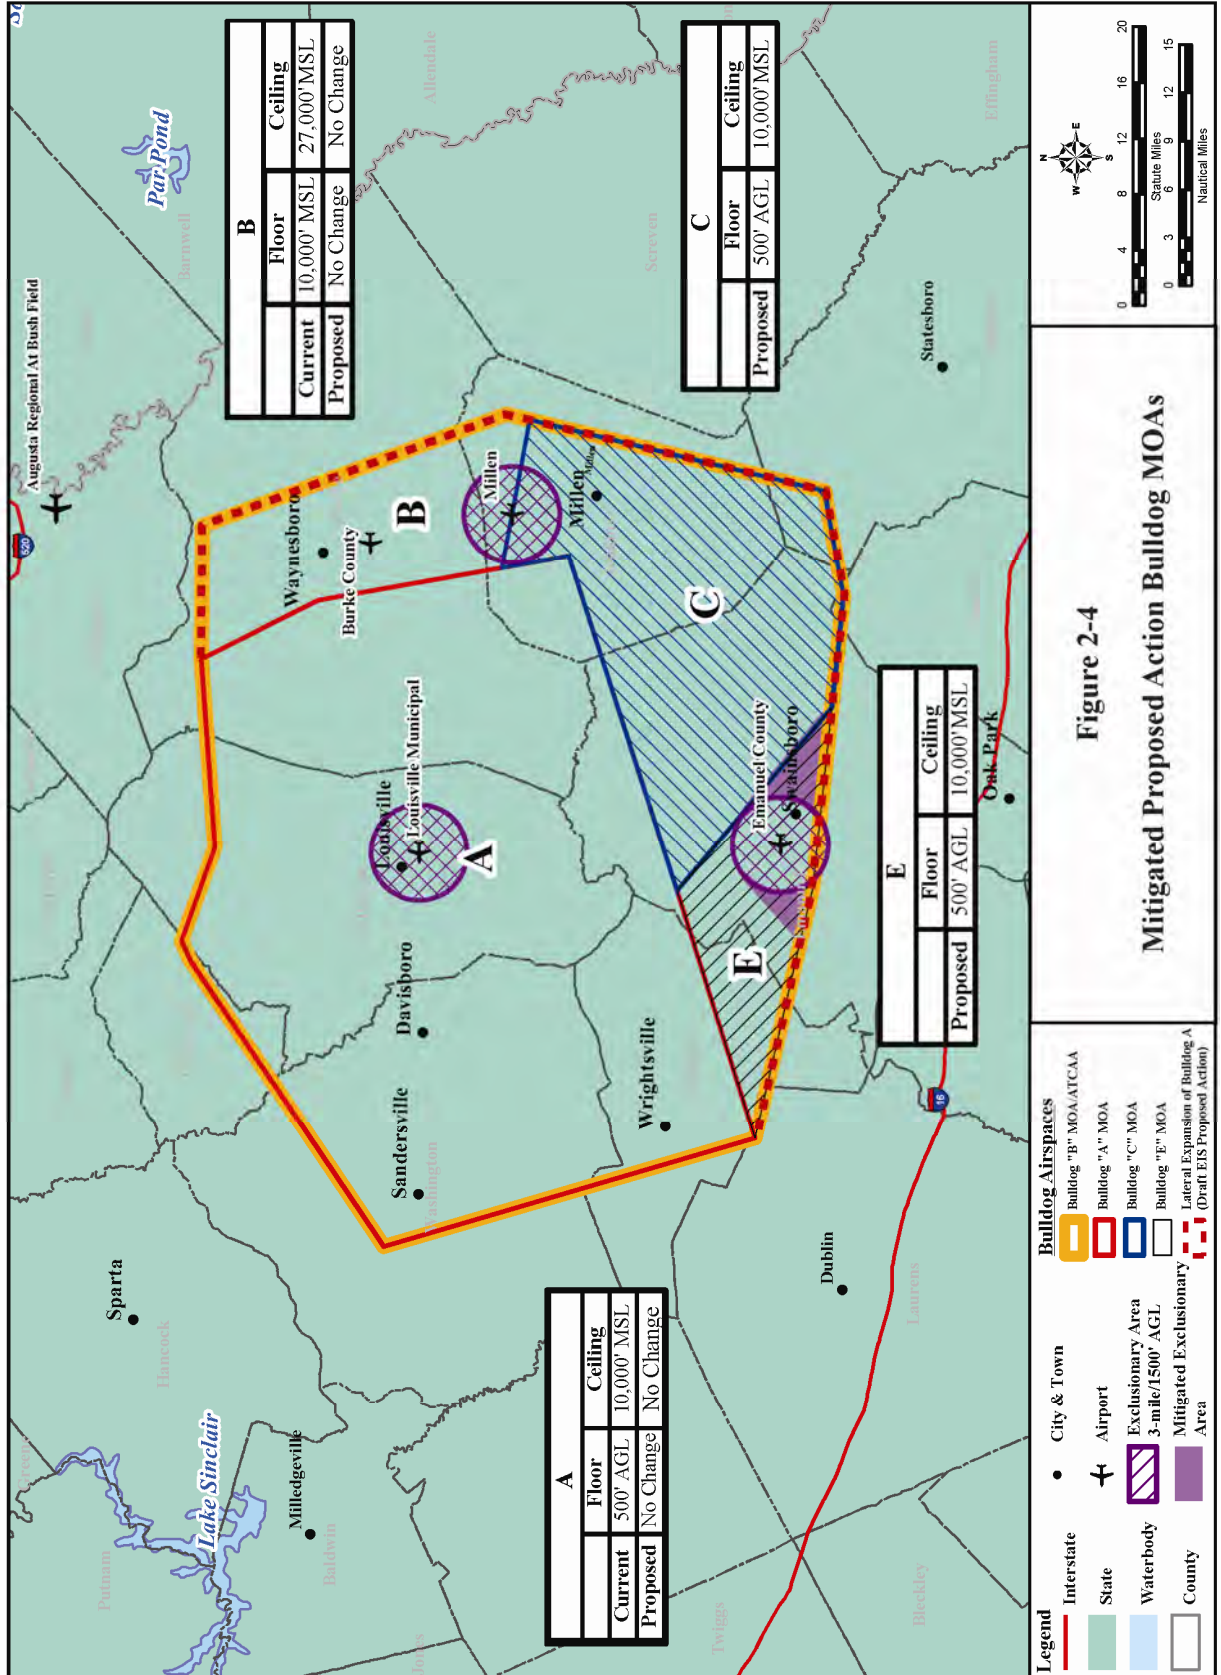 Augusta Regional At Bush Field
520
Par Pond
Barnwell
Allendale
B
Floor Ceiling
Current 10,000' MSL 27,000' MSL
Proposed No Change No Change
Screven
Effingham
C
Floor Ceiling
Proposed 500' AGL 10,000' MSL
Statesboro
Waynesboro
Burke County
B
Millen
Millen
Millen
C
Louisville
Louisville Municipal
A
Emanuel County
Swainsboro
E
Davisboro
Sandersville
Washington
Wrightsville
Oak Park
E
Floor Ceiling
Proposed 500' AGL 10,000' MSL
16
Sparta
Hancock
Dublin
Laurens
Lake Sinclair
Milledgeville
Baldwin
Putnam
Green
Jones
Twiggs
Bleckley
A
Floor Ceiling
Current 500' AGL 10,000' MSL
Proposed No Change No Change
Legend
Interstate
State
Waterbody
County
City & Town
Airport
Exclusionary Area
3-mile/1500' AGL
Mitigated Exclusionary
Area
Bulldog Airspaces
Bulldog "B" MOA/ATCAA
Bulldog "A" MOA
Bulldog "C" MOA
Bulldog "E" MOA
Lateral Expansion of Bulldog A
(Draft EIS Proposed Action)
Figure 2-4
Mitigated Proposed Action Bulldog MOAs
N
W E
S
0 4 8 12 16 20
Statute Miles
0 3 6 9 12 15
Nautical Miles